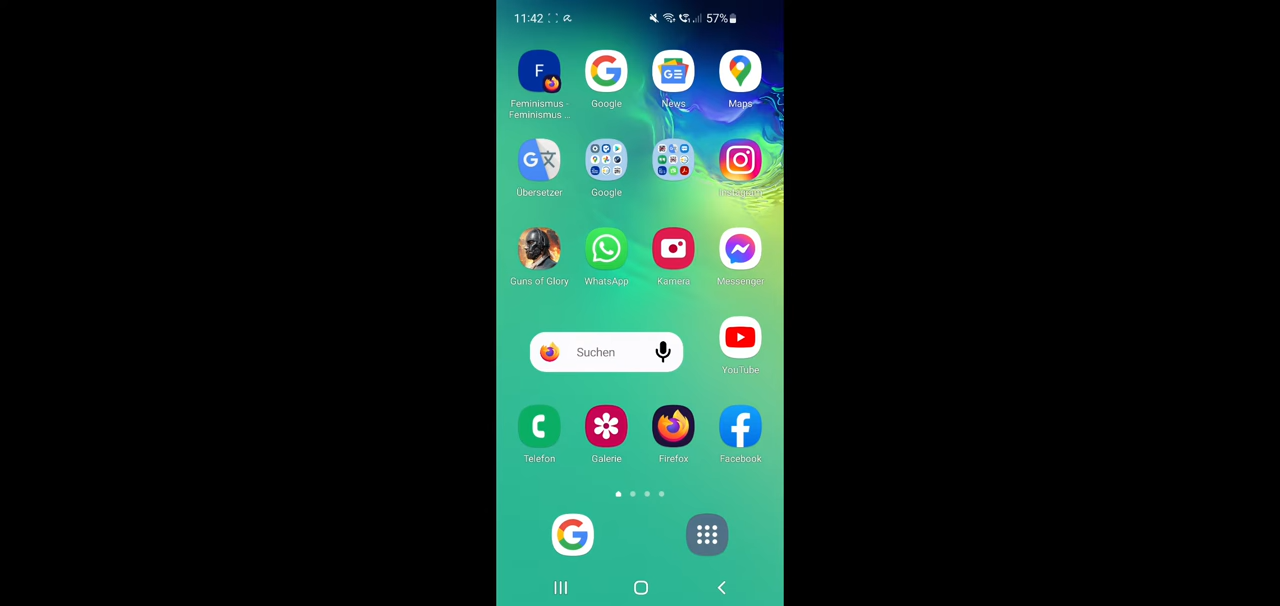 11:42 57%
F
Feminismus -
Feminismus ...
Google
News
Maps
Übersetzer
Google
Instagram
Guns of Glory
WhatsApp
Kamera
Messenger
Suchen
YouTube
Telefon
Galerie
Firefox
Facebook